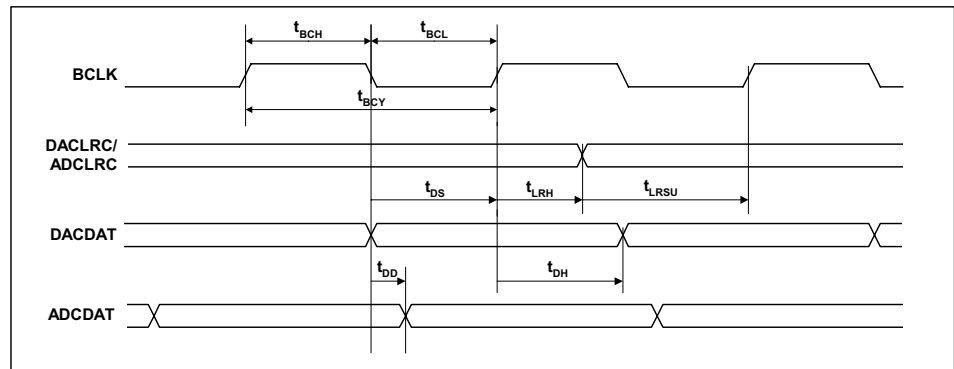 tBCH tBCL
BCLK
tBCY
DACLRC/
ADCLRC
tDS tLRH tLRSU
DACDAT
tDD tDH
ADCDAT